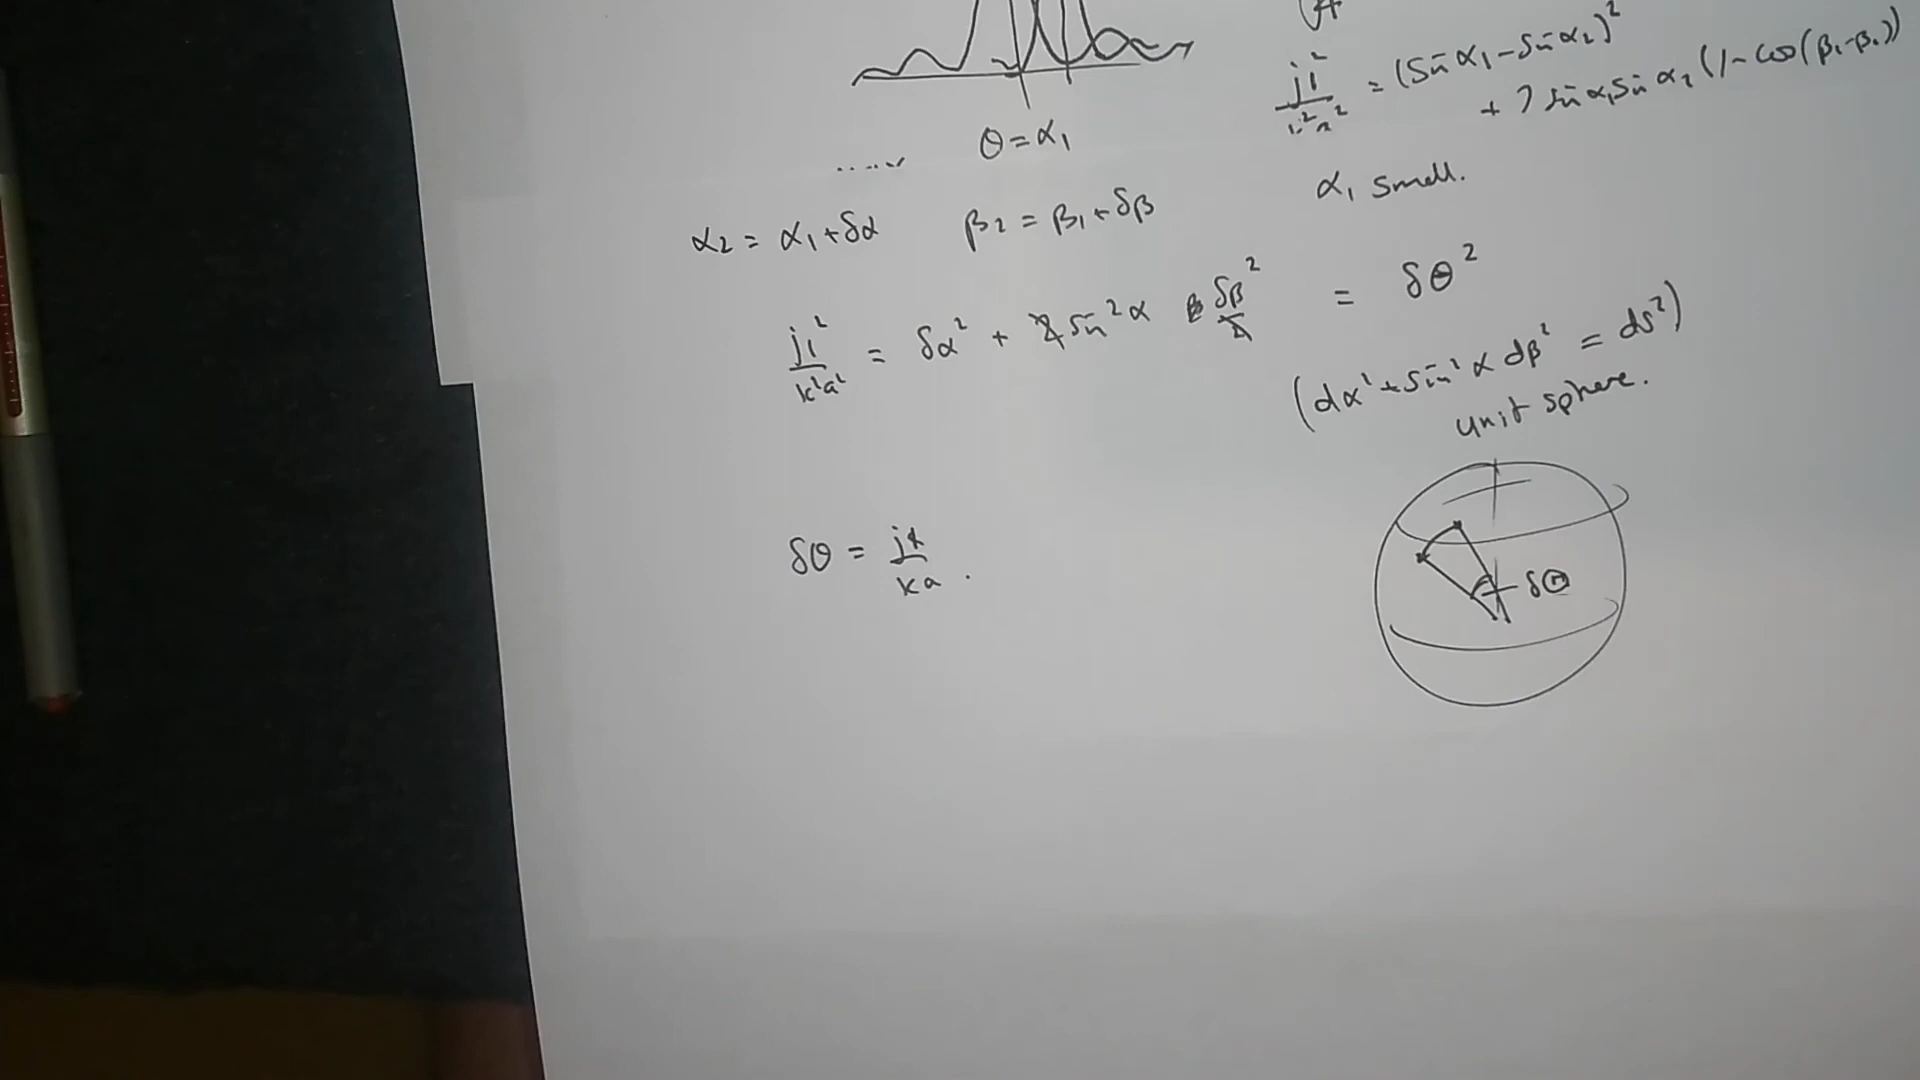 j₁²/k²a² = (sin α₁ - sin α₂)²
+ 2 sin α₁ sin α₂ (1 - cos(β₁-β₂))
θ = α₁
α₁ small.
α₂ = α₁ + δα β₂ = β₁ + δβ
j₁²/k²a² = δα² + sin²α δβ² = δθ²
(dα² + sin²α dβ² = ds²)
unit sphere.
δθ = j₁/ka .
δΘ